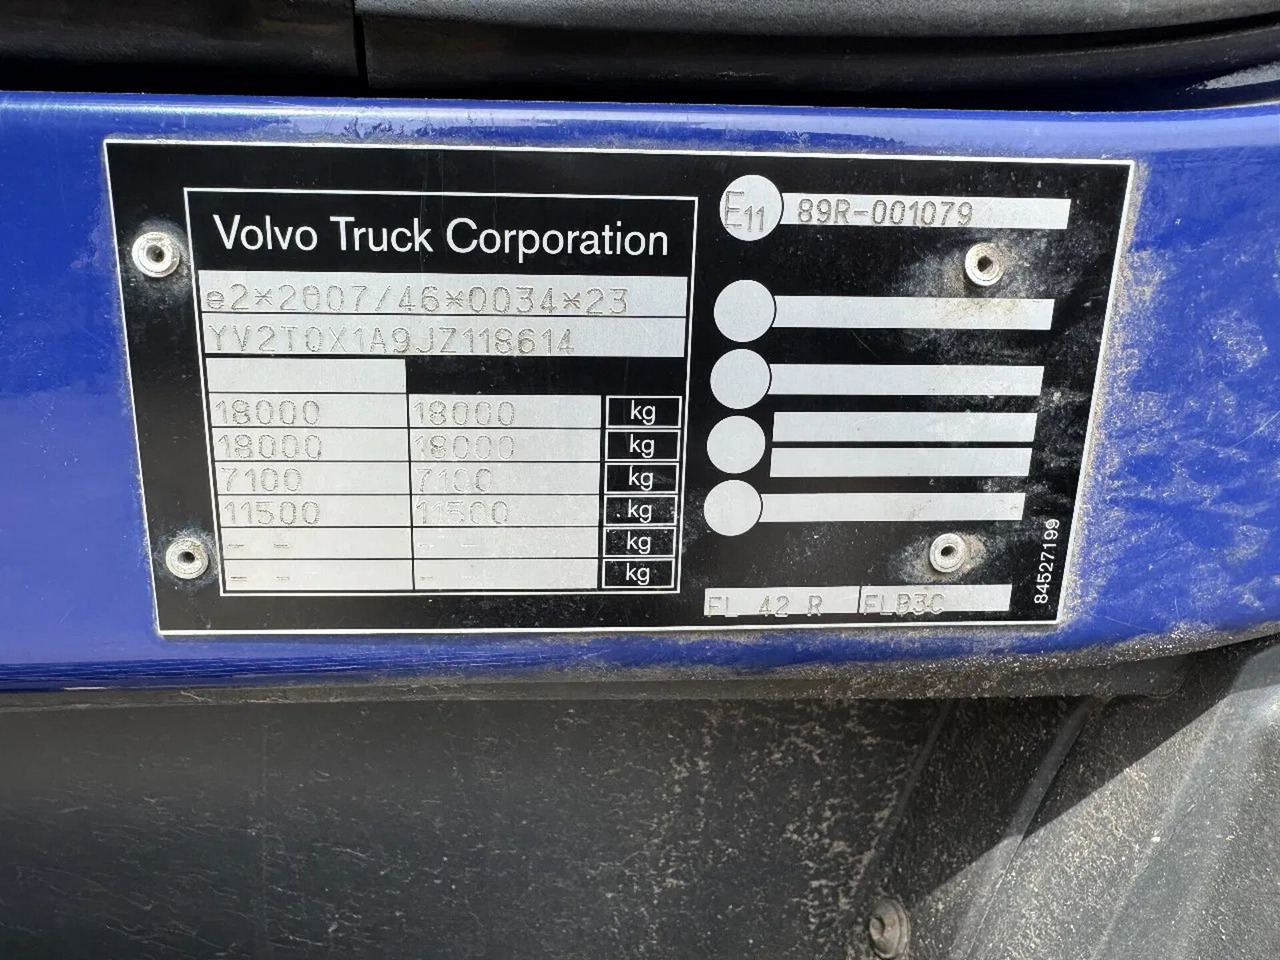 Volvo Truck Corporation
e2*2007/46*0034*23
YV2TQX1A9JZ118614
18000 18000 kg
18000 18000 kg
7100 7100 kg
11500 11500 kg
- - - - kg
- - - kg
E11 89R-001079
FL 42 R FLB3C
84527199